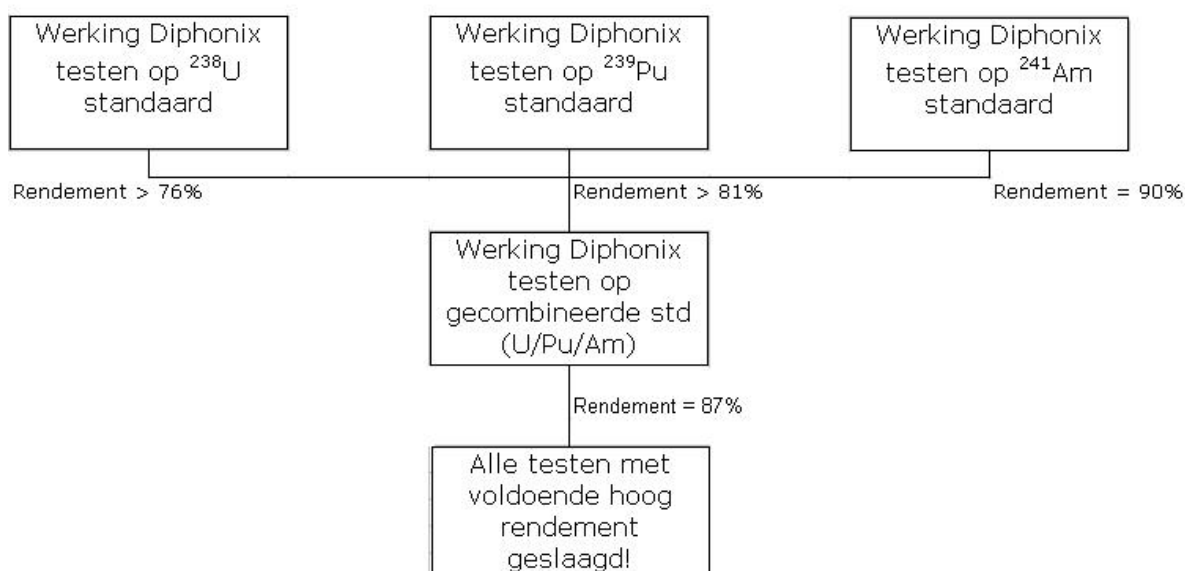 Werking Diphonix
testen op ²³⁸U
standaard
Werking Diphonix
testen op ²³⁹Pu
standaard
Werking Diphonix
testen op ²⁴¹Am
standaard
Rendement > 76%
Rendement > 81%
Rendement = 90%
Werking Diphonix
testen op
gecombineerde std
(U/Pu/Am)
Rendement = 87%
Alle testen met
voldoende hoog
rendement
geslaagd!